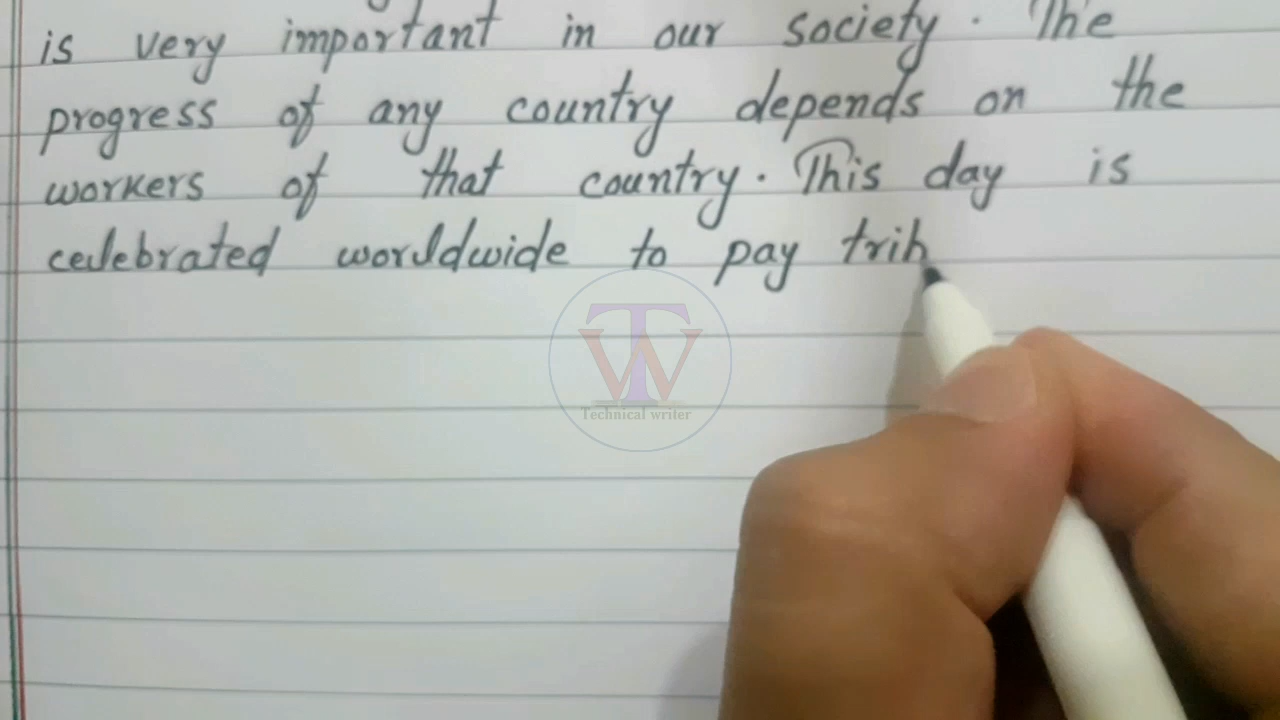 is very important in our society. The
progress of any country depends on the
workers of that country. This day is
celebrated worldwide to pay trib
TW
Technical writer